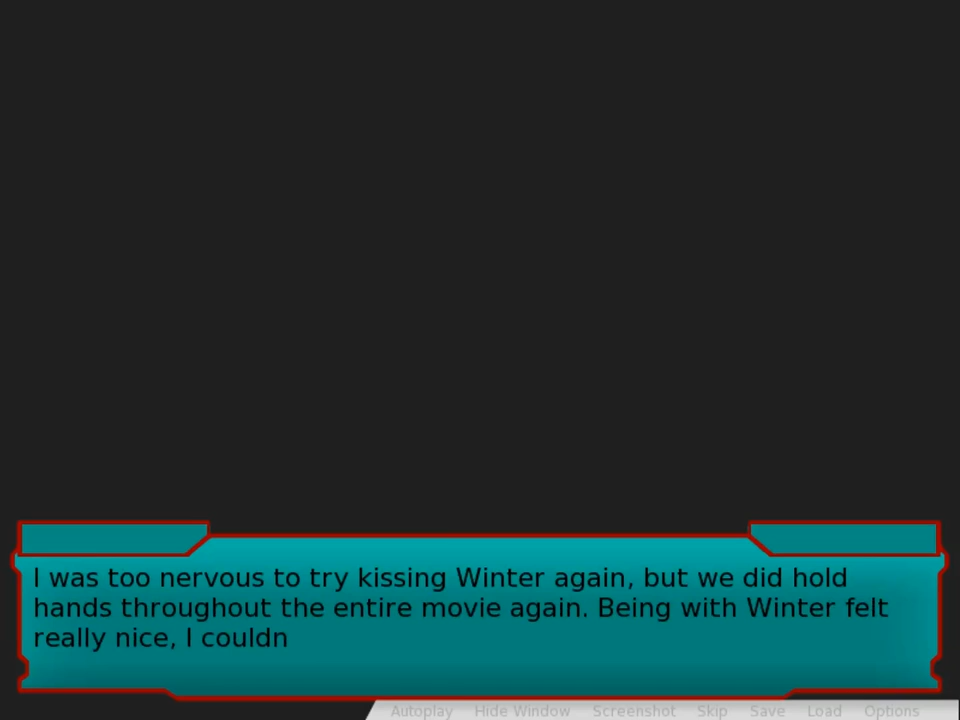 I was too nervous to try kissing Winter again, but we did hold
hands throughout the entire movie again. Being with Winter felt
really nice, I couldn
Autoplay Hide Window Screenshot Skip Save Load Options